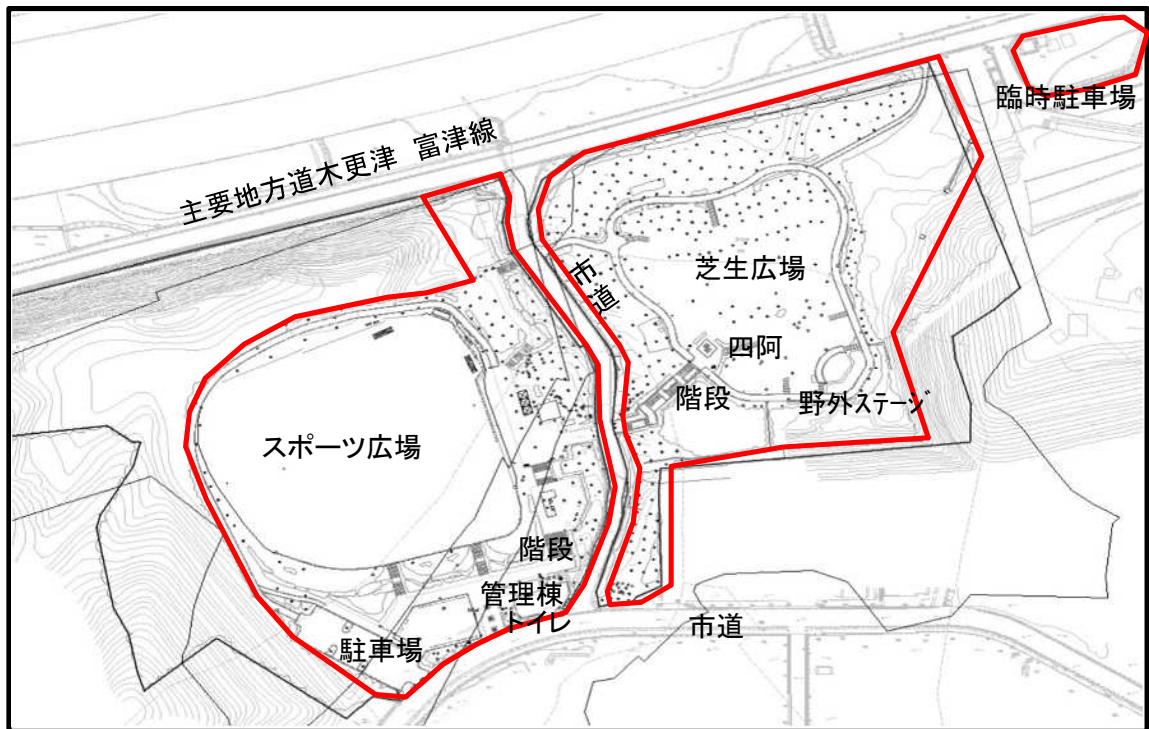 臨時駐車場
主要地方道木更津 富津線
市道
芝生広場
四阿
階段
野外ステージ
スポーツ広場
階段
管理棟
トイレ
駐車場
市道